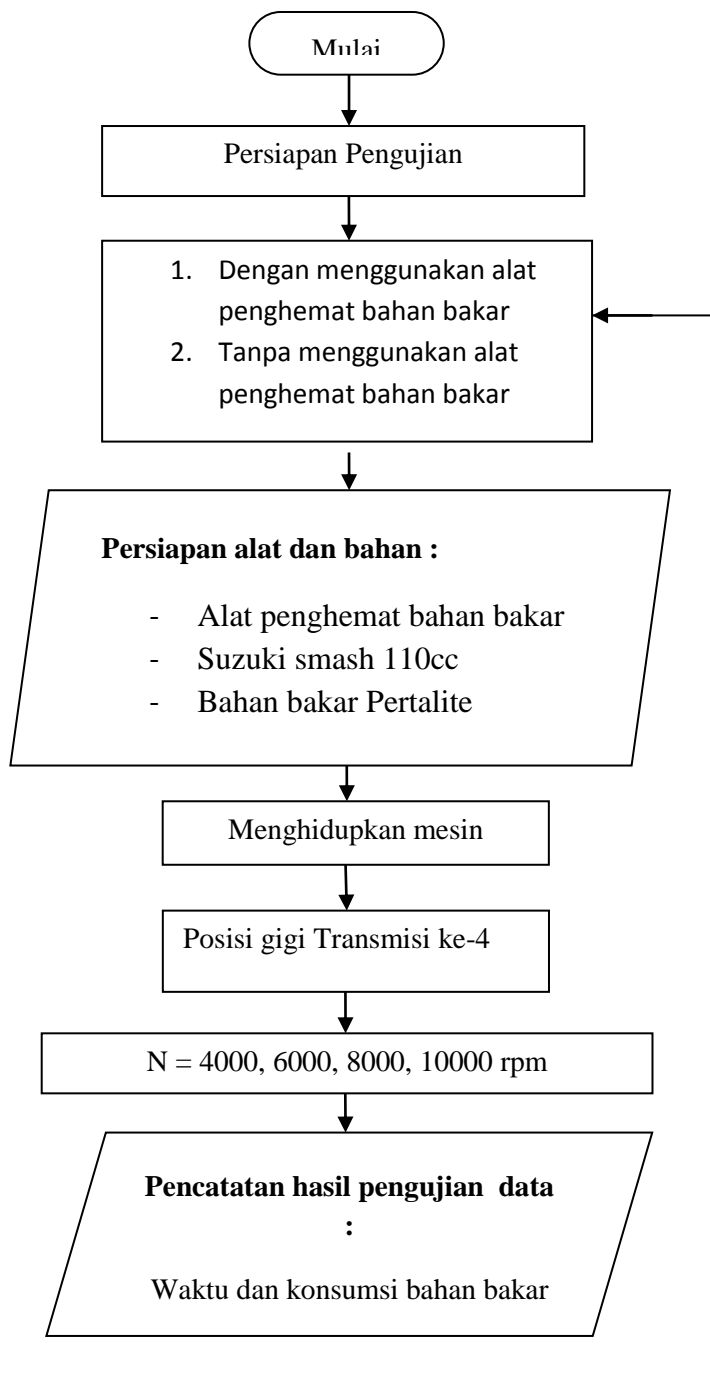 Mulai
Persiapan Pengujian
1. Dengan menggunakan alat
penghemat bahan bakar
2. Tanpa menggunakan alat
penghemat bahan bakar
Persiapan alat dan bahan :
- Alat penghemat bahan bakar
- Suzuki smash 110cc
- Bahan bakar Pertalite
Menghidupkan mesin
Posisi gigi Transmisi ke-4
N = 4000, 6000, 8000, 10000 rpm
Pencatatan hasil pengujian  data
:
Waktu dan konsumsi bahan bakar